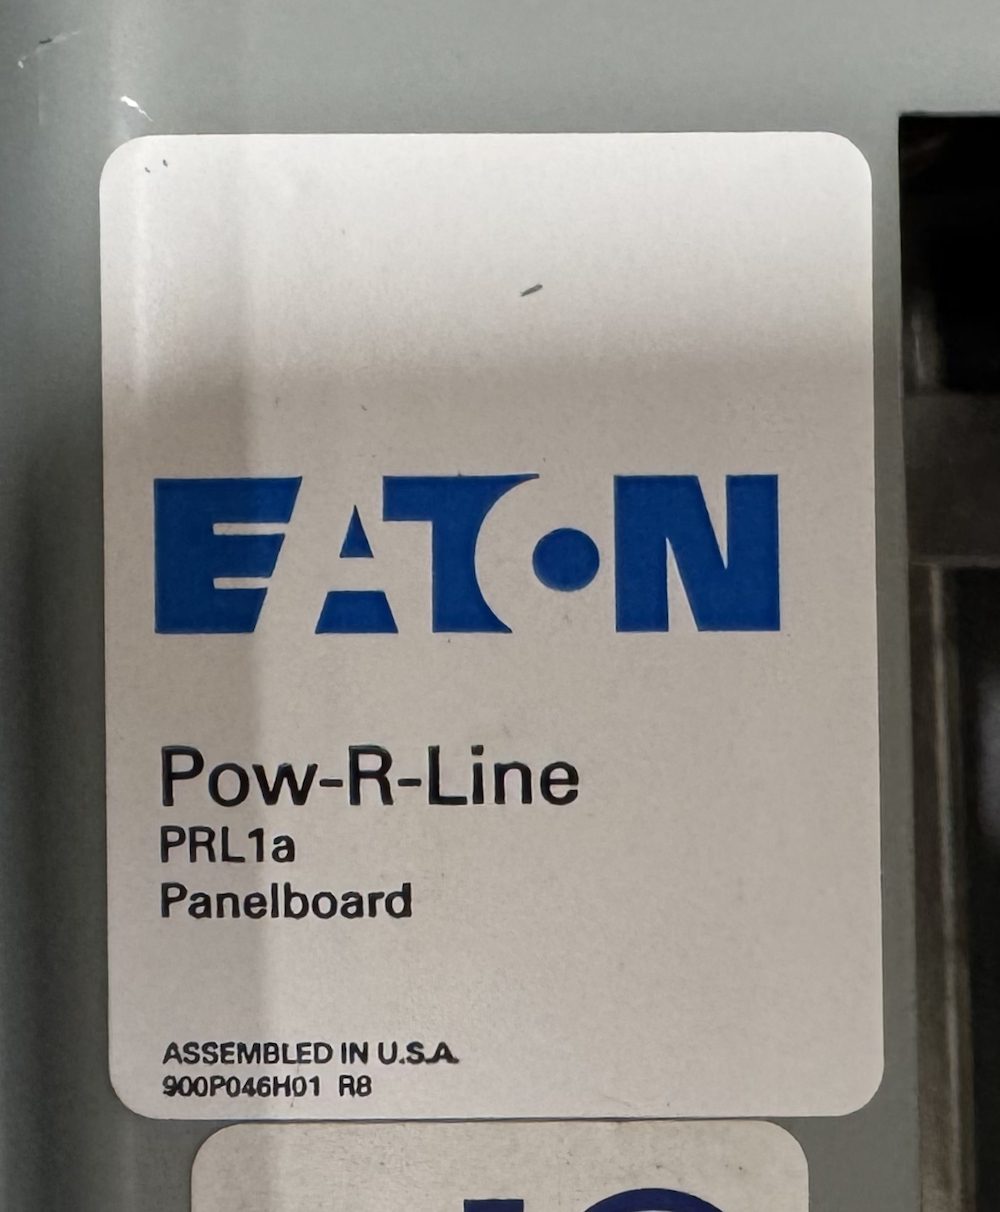 EATON
Pow-R-Line
PRL1a
Panelboard
ASSEMBLED IN U.S.A.
900P046H01 R8